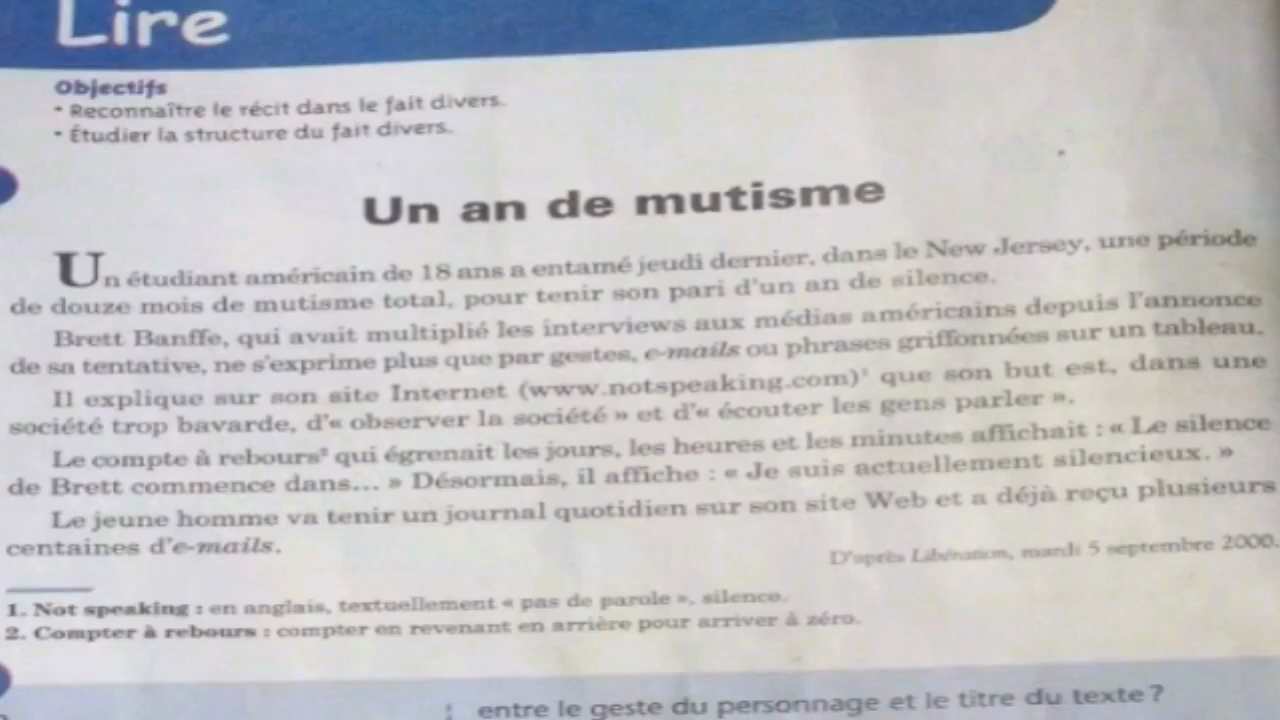 Lire
Objectifs
• Reconnaître le récit dans le fait divers.
• Étudier la structure du fait divers.
Un an de mutisme
Un étudiant américain de 18 ans a entamé jeudi dernier, dans le New Jersey, une période
de douze mois de mutisme total, pour tenir son pari d'un an de silence.
Brett Banffe, qui avait multiplié les interviews aux médias américains depuis l'annonce
de sa tentative, ne s'exprime plus que par gestes, e-mails ou phrases griffonnées sur un tableau.
Il explique sur son site Internet (www.notspeaking.com)¹ que son but est, dans une
société trop bavarde, d'« observer la société » et d'« écouter les gens parler ».
Le compte à rebours² qui égrenait les jours, les heures et les minutes affichait : « Le silence
de Brett commence dans... » Désormais, il affiche : « Je suis actuellement silencieux. »
Le jeune homme va tenir un journal quotidien sur son site Web et a déjà reçu plusieurs
centaines d'e-mails.
D'après Libération, mardi 5 septembre 2000.
1. Not speaking : en anglais, textuellement « pas de parole », silence.
2. Compter à rebours : compter en revenant en arrière pour arriver à zéro.
entre le geste du personnage et le titre du texte ?